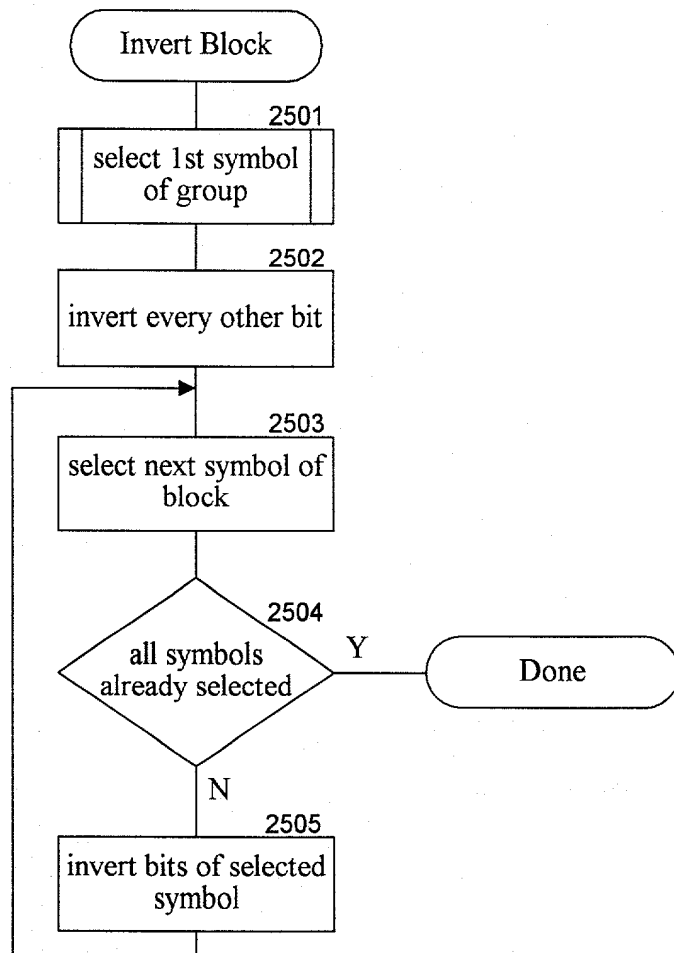 Invert Block
2501
select 1st symbol
of group
2502
invert every other bit
2503
select next symbol of
block
2504
all symbols
already selected
Y
Done
N
2505
invert bits of selected
symbol